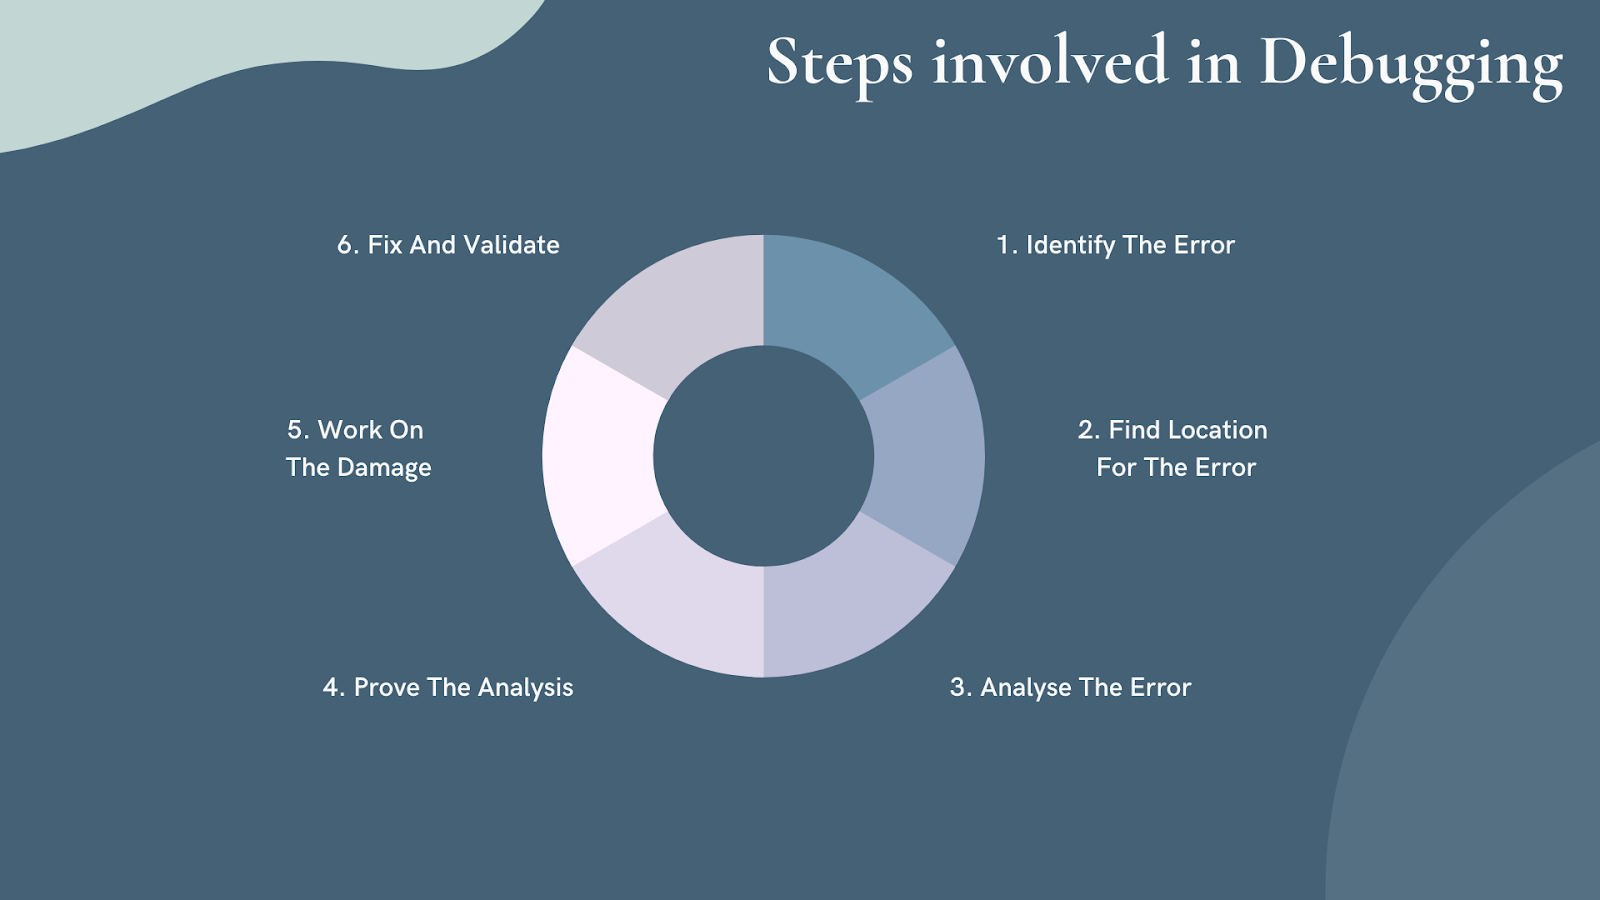 Steps involved in Debugging
1. Identify The Error
2. Find Location
For The Error
3. Analyse The Error
4. Prove The Analysis
5. Work On
The Damage
6. Fix And Validate